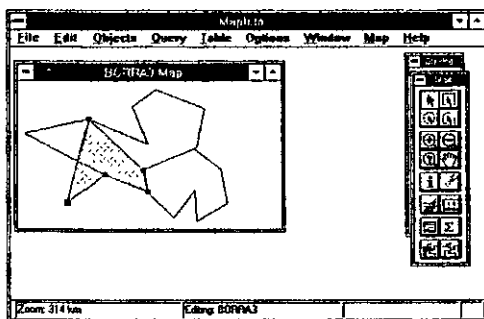 MapInfo
File Edit Objects Query Table Options Window Map Help
BORRA3 Map
Zoom: 314 km Editing: BORRA3